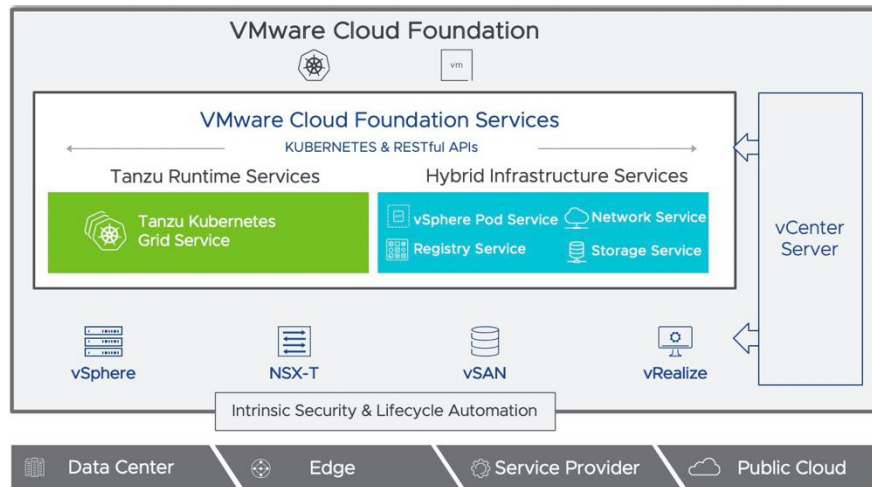 VMware Cloud Foundation
vm
VMware Cloud Foundation Services
KUBERNETES & RESTful APIs
Tanzu Runtime Services
Hybrid Infrastructure Services
Tanzu Kubernetes
Grid Service
vSphere Pod Service
Network Service
Registry Service
Storage Service
vCenter
Server
vSphere
NSX-T
vSAN
vRealize
Intrinsic Security & Lifecycle Automation
Data Center
Edge
Service Provider
Public Cloud